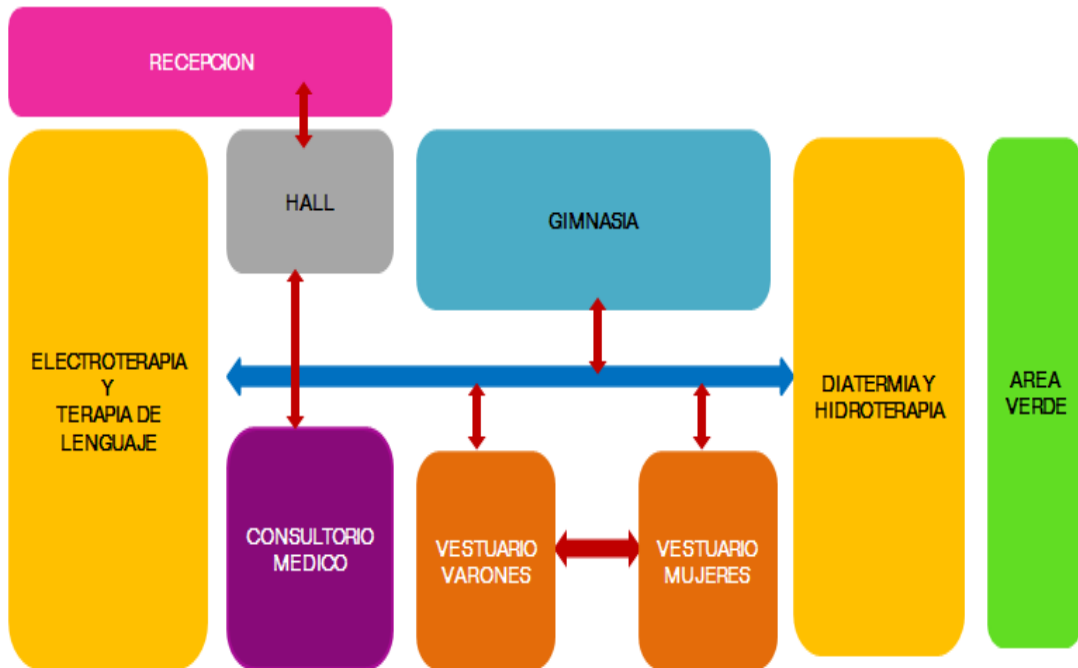 RECEPCION
HALL
GIMNASIA
ELECTROTERAPIA
Y
TERAPIA DE
LENGUAJE
DIATERMIA Y
HIDROTERAPIA
AREA
VERDE
CONSULTORIO
MEDICO
VESTUARIO
VARONES
VESTUARIO
MUJERES